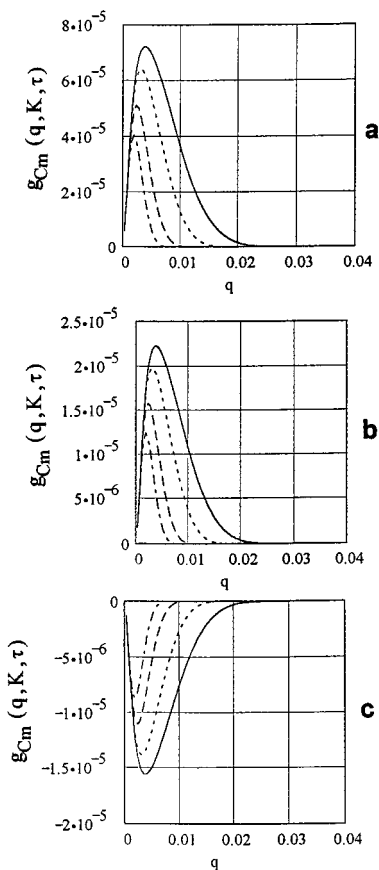 8•10⁻⁵
6•10⁻⁵
4•10⁻⁵
2•10⁻⁵
0
g_Cm (q,K,τ)
a
0 0.01 0.02 0.03 0.04
q
2.5•10⁻⁵
2•10⁻⁵
1.5•10⁻⁵
1•10⁻⁵
5•10⁻⁶
0
g_Cm (q,K,τ)
b
0 0.01 0.02 0.03 0.04
q
0
−5•10⁻⁶
−1•10⁻⁵
−1.5•10⁻⁵
−2•10⁻⁵
g_Cm (q,K,τ)
c
0 0.01 0.02 0.03 0.04
q